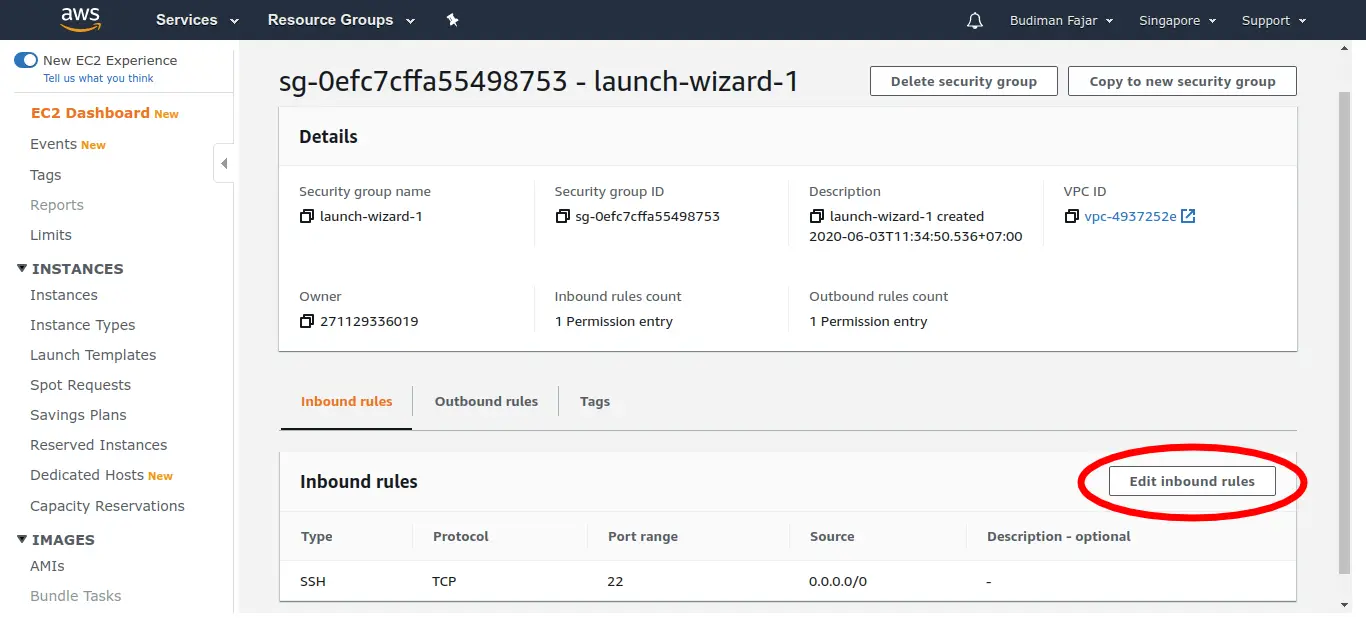 aws Services Resource Groups Budiman Fajar Singapore Support
New EC2 Experience
Tell us what you think
EC2 Dashboard New
Events New
Tags
Reports
Limits
INSTANCES
Instances
Instance Types
Launch Templates
Spot Requests
Savings Plans
Reserved Instances
Dedicated Hosts New
Capacity Reservations
IMAGES
AMIs
Bundle Tasks
sg-0efc7cffa55498753 - launch-wizard-1
Delete security group Copy to new security group
Details
Security group name
launch-wizard-1
Security group ID
sg-0efc7cffa55498753
Description
launch-wizard-1 created
2020-06-03T11:34:50.536+07:00
VPC ID
vpc-4937252e
Owner
271129336019
Inbound rules count
1 Permission entry
Outbound rules count
1 Permission entry
Inbound rules Outbound rules Tags
Inbound rules Edit inbound rules
Type Protocol Port range Source Description - optional
SSH TCP 22 0.0.0.0/0 -